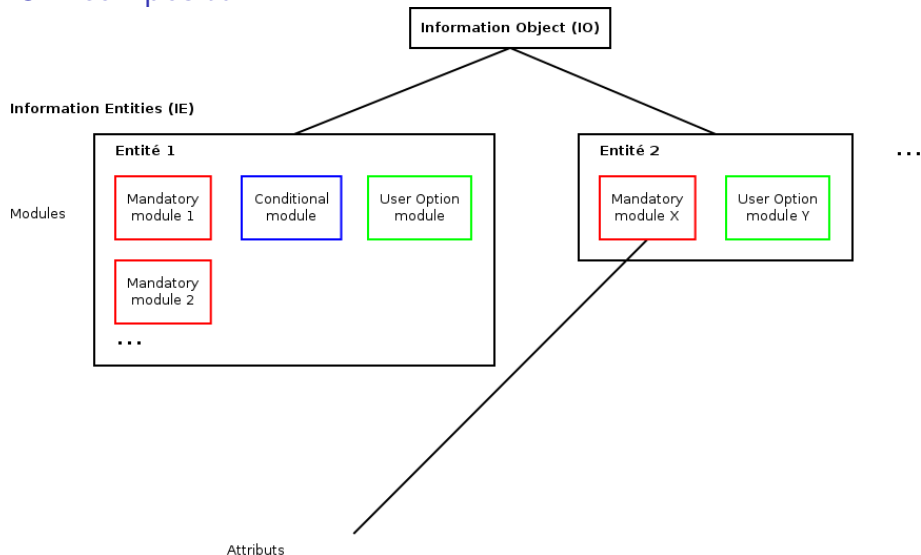 Information Object (IO)
Information Entities (IE)
Entité 1
Entité 2
...
Modules
Mandatory
module 1
Conditional
module
User Option
module
Mandatory
module X
User Option
module Y
Mandatory
module 2
...
Attributs